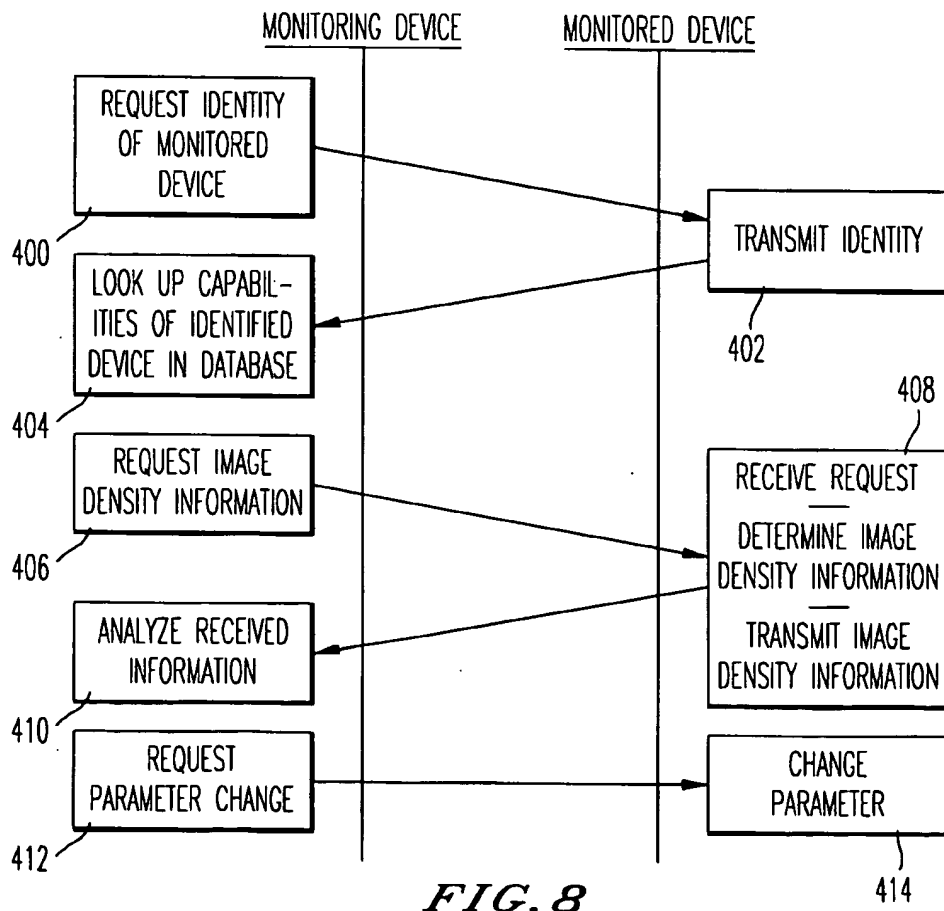 MONITORING DEVICE
MONITORED DEVICE
REQUEST IDENTITY
OF MONITORED
DEVICE
400
TRANSMIT IDENTITY
402
LOOK UP CAPABIL-
ITIES OF IDENTIFIED
DEVICE IN DATABASE
404
REQUEST IMAGE
DENSITY INFORMATION
406
408
RECEIVE REQUEST
DETERMINE IMAGE
DENSITY INFORMATION
TRANSMIT IMAGE
DENSITY INFORMATION
ANALYZE RECEIVED
INFORMATION
410
REQUEST
PARAMETER CHANGE
412
CHANGE
PARAMETER
414
FIG. 8